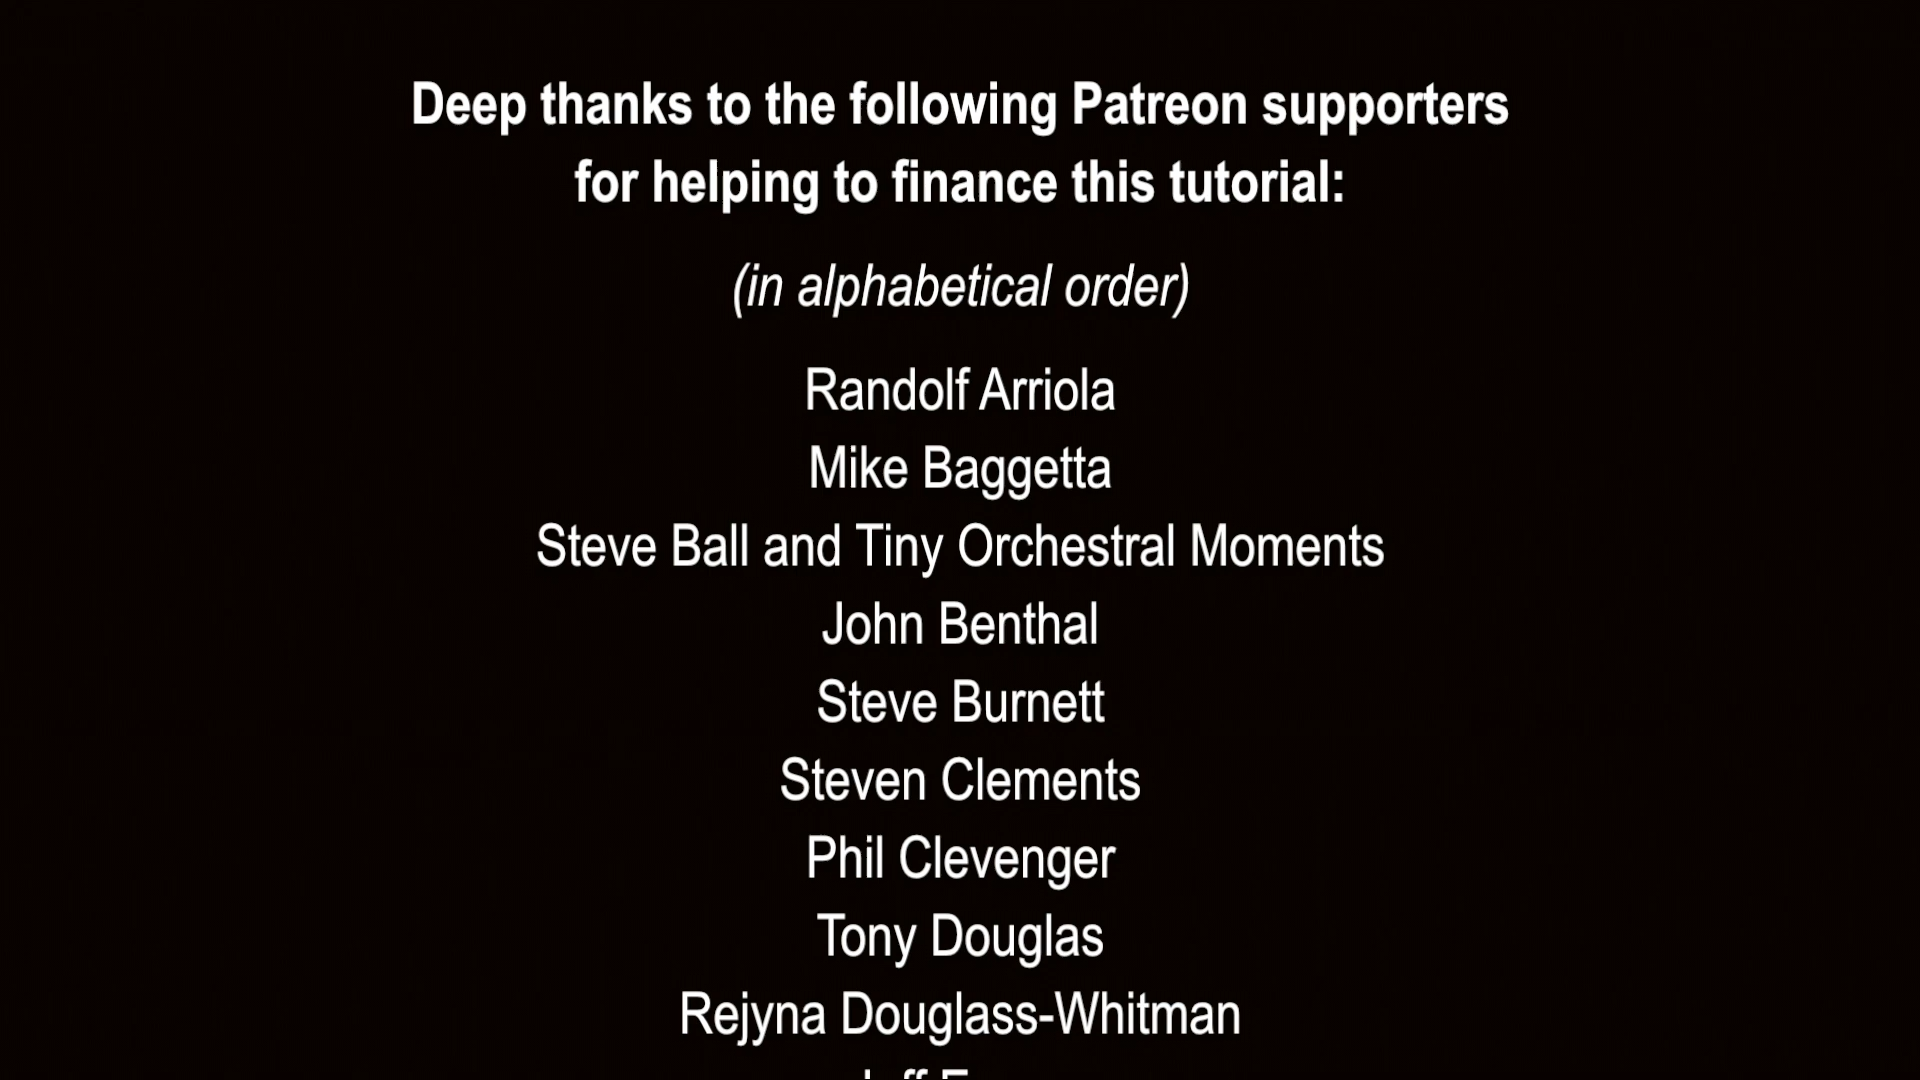 Deep thanks to the following Patreon supporters
for helping to finance this tutorial:
(in alphabetical order)
Randolf Arriola
Mike Baggetta
Steve Ball and Tiny Orchestral Moments
John Benthal
Steve Burnett
Steven Clements
Phil Clevenger
Tony Douglas
Rejyna Douglass-Whitman